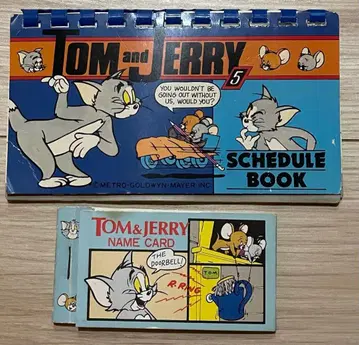 TOM and JERRY
5
YOU WOULDN'T BE
GOING OUT WITHOUT
US, WOULD YOU?
SCHEDULE
BOOK
©METRO-GOLDWYN-MAYER INC.
TOM & JERRY
NAME CARD
THE
DOORBELL!
R.RING
TOM